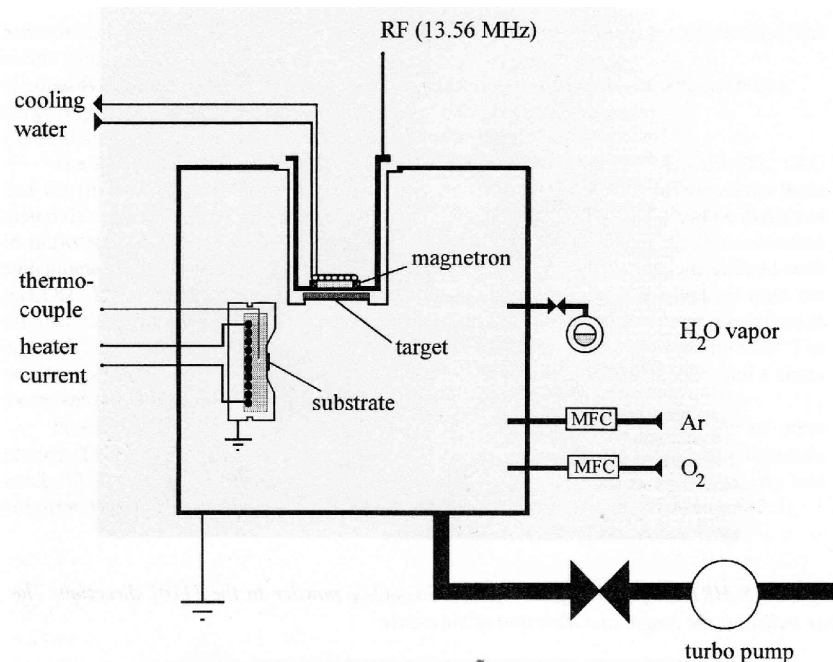 RF (13.56 MHz)
cooling
water
magnetron
thermo-
couple
target
H₂O vapor
heater
current
substrate
MFC
Ar
MFC
O₂
turbo pump